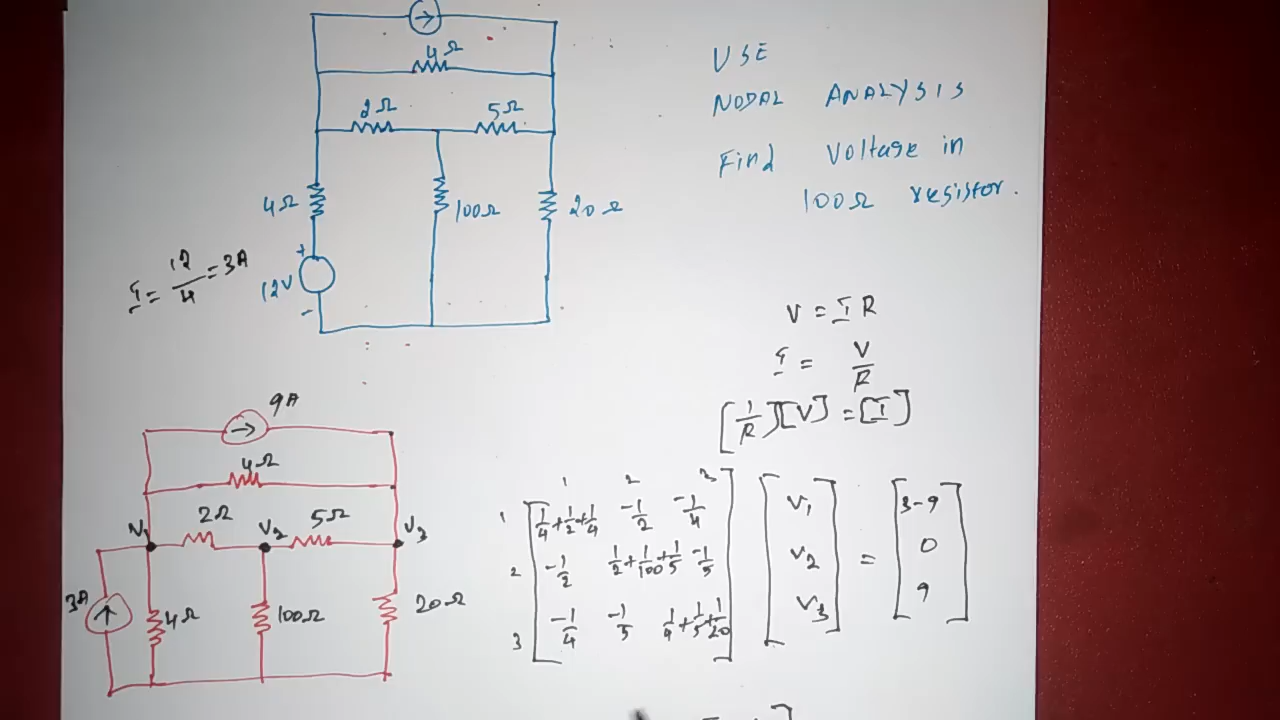 4Ω
2Ω 5Ω
4Ω 100Ω 20Ω
+
12V
-
I = 12/4 = 3A
USE
NODAL ANALYSIS
Find Voltage in
100Ω resistor.
V = IR
I = V/R
[1/R][V] = [I]
9A
4Ω
V1 2Ω V2 5Ω V3
3A 4Ω 100Ω 20Ω
1 2 3
1 1/4+1/2+1/4 -1/2 -1/4 V1 3-9
2 -1/2 1/2+1/100+1/5 -1/5 V2 = 0
3 -1/4 -1/5 1/4+1/5+1/20 V3 9